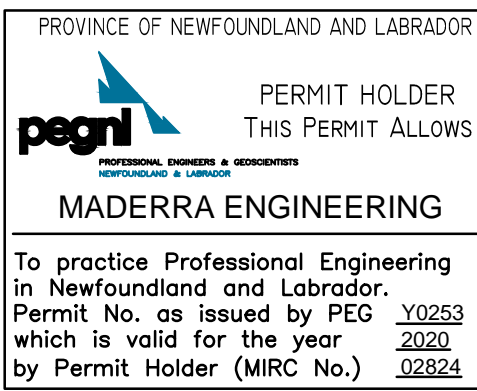 PROVINCE OF NEWFOUNDLAND AND LABRADOR
pegnl
PERMIT HOLDER
THIS PERMIT ALLOWS
PROFESSIONAL ENGINEERS & GEOSCIENTISTS
NEWFOUNDLAND & LABRADOR
MADERRA ENGINEERING
To practice Professional Engineering
in Newfoundland and Labrador.
Permit No. as issued by PEG Y0253
which is valid for the year 2020
by Permit Holder (MIRC No.) 02824